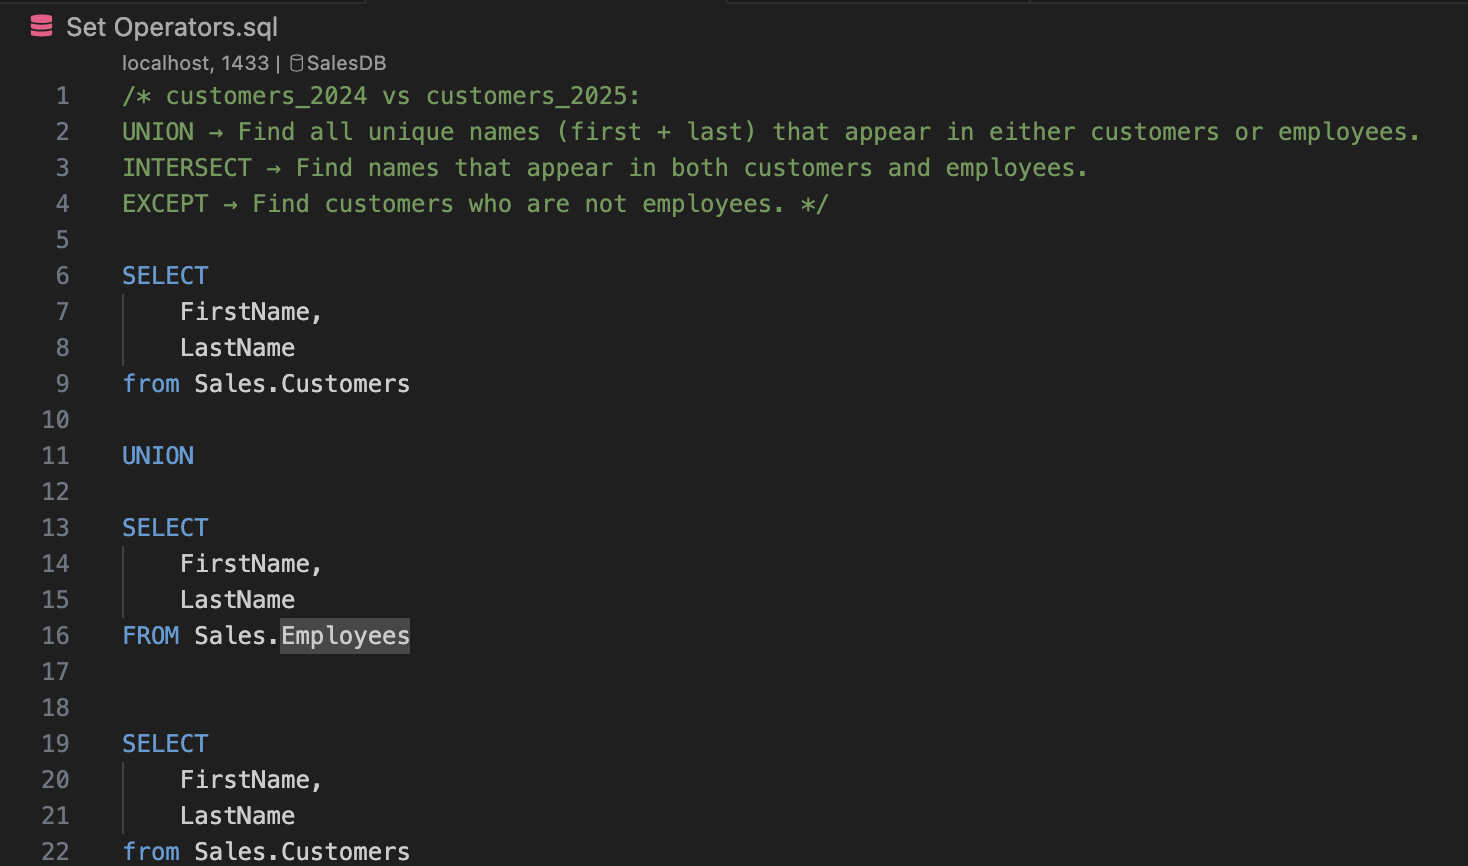 Set Operators.sql
localhost, 1433 | SalesDB
1 /* customers_2024 vs customers_2025:
2 UNION → Find all unique names (first + last) that appear in either customers or employees.
3 INTERSECT → Find names that appear in both customers and employees.
4 EXCEPT → Find customers who are not employees. */
5
6 SELECT
7 FirstName,
8 LastName
9 from Sales.Customers
10
11 UNION
12
13 SELECT
14 FirstName,
15 LastName
16 FROM Sales.Employees
17
18
19 SELECT
20 FirstName,
21 LastName
22 from Sales.Customers